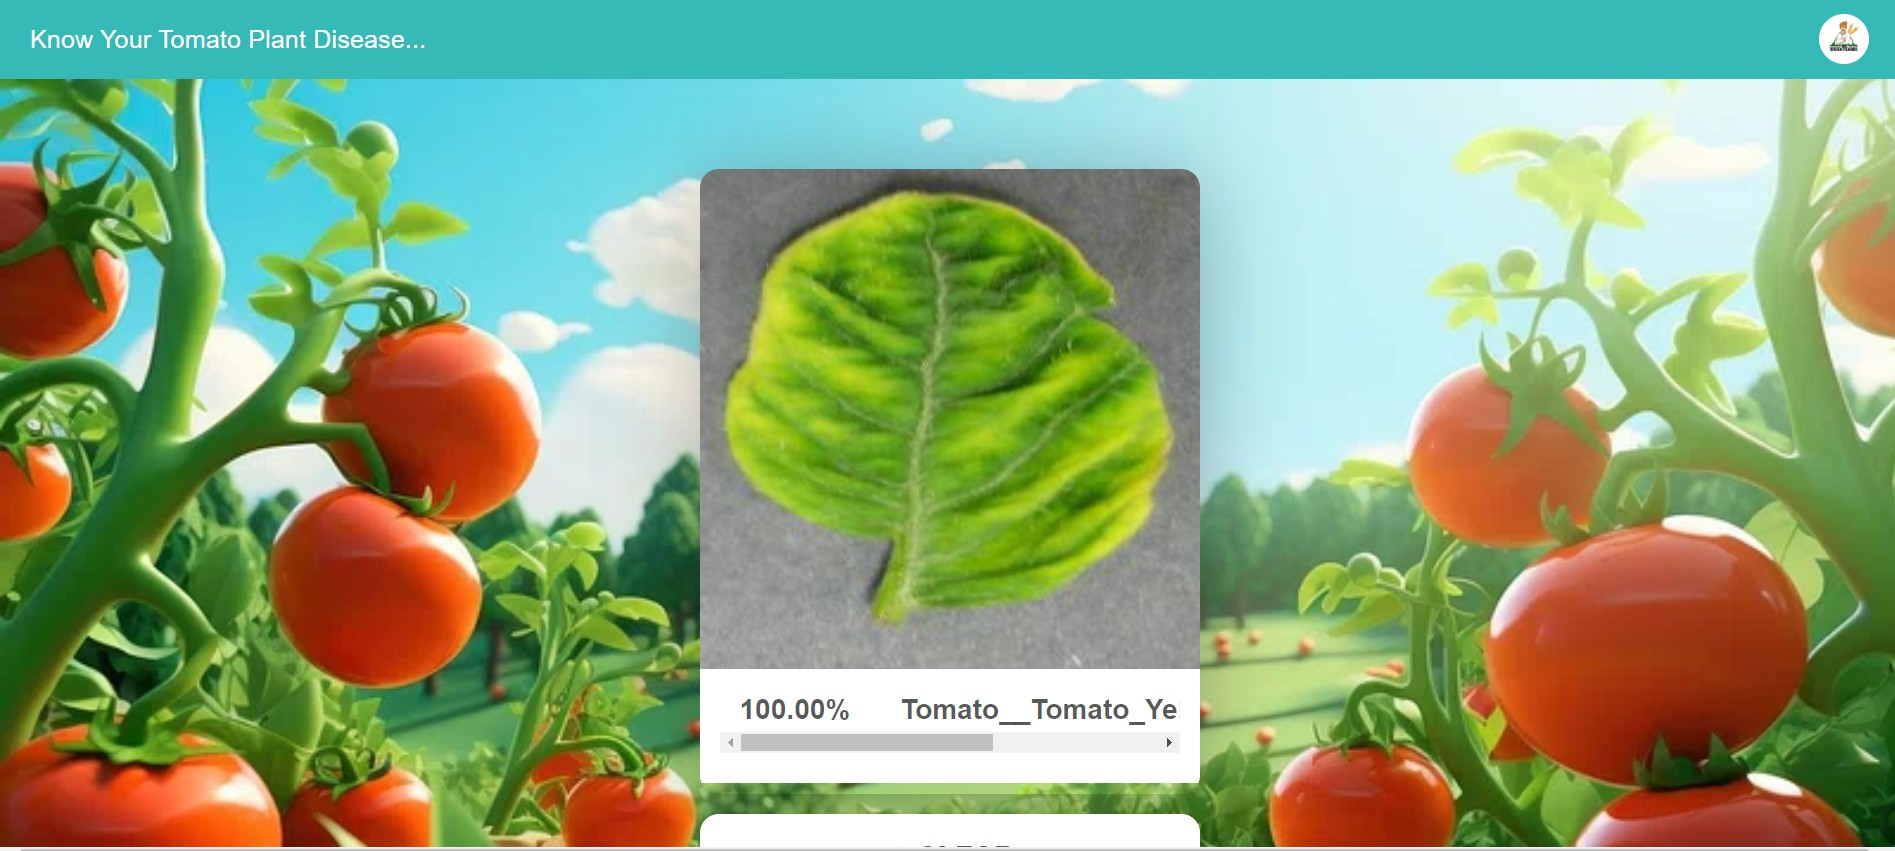 Know Your Tomato Plant Disease...
100.00% Tomato__Tomato_Ye